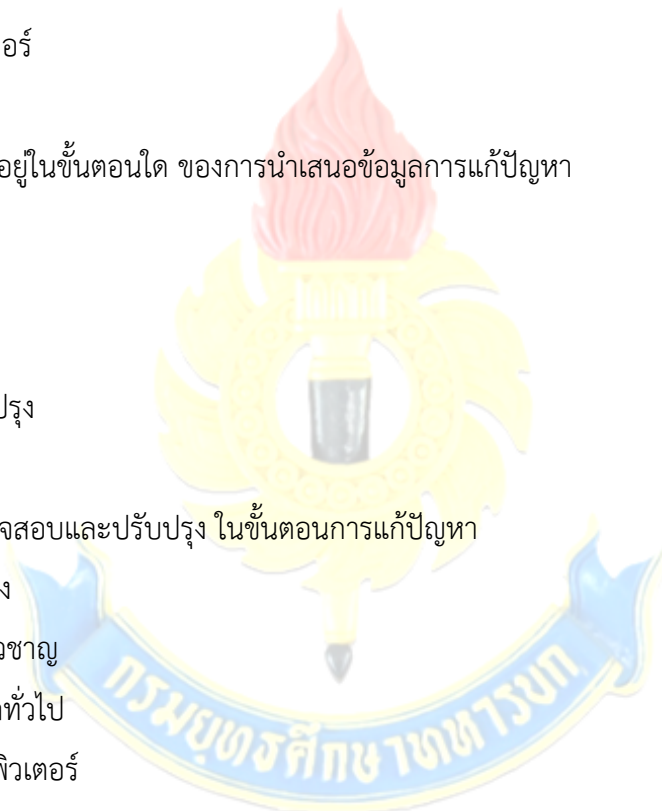 อร์
อยู่ในขั้นตอนใด ของการนำเสนอข้อมูลการแก้ปัญหา
ปรุง
จสอบและปรับปรุง ในขั้นตอนการแก้ปัญหา
ง
วชาญ
ทั่วไป
พิวเตอร์
กรมยุทธศึกษาทหารบก